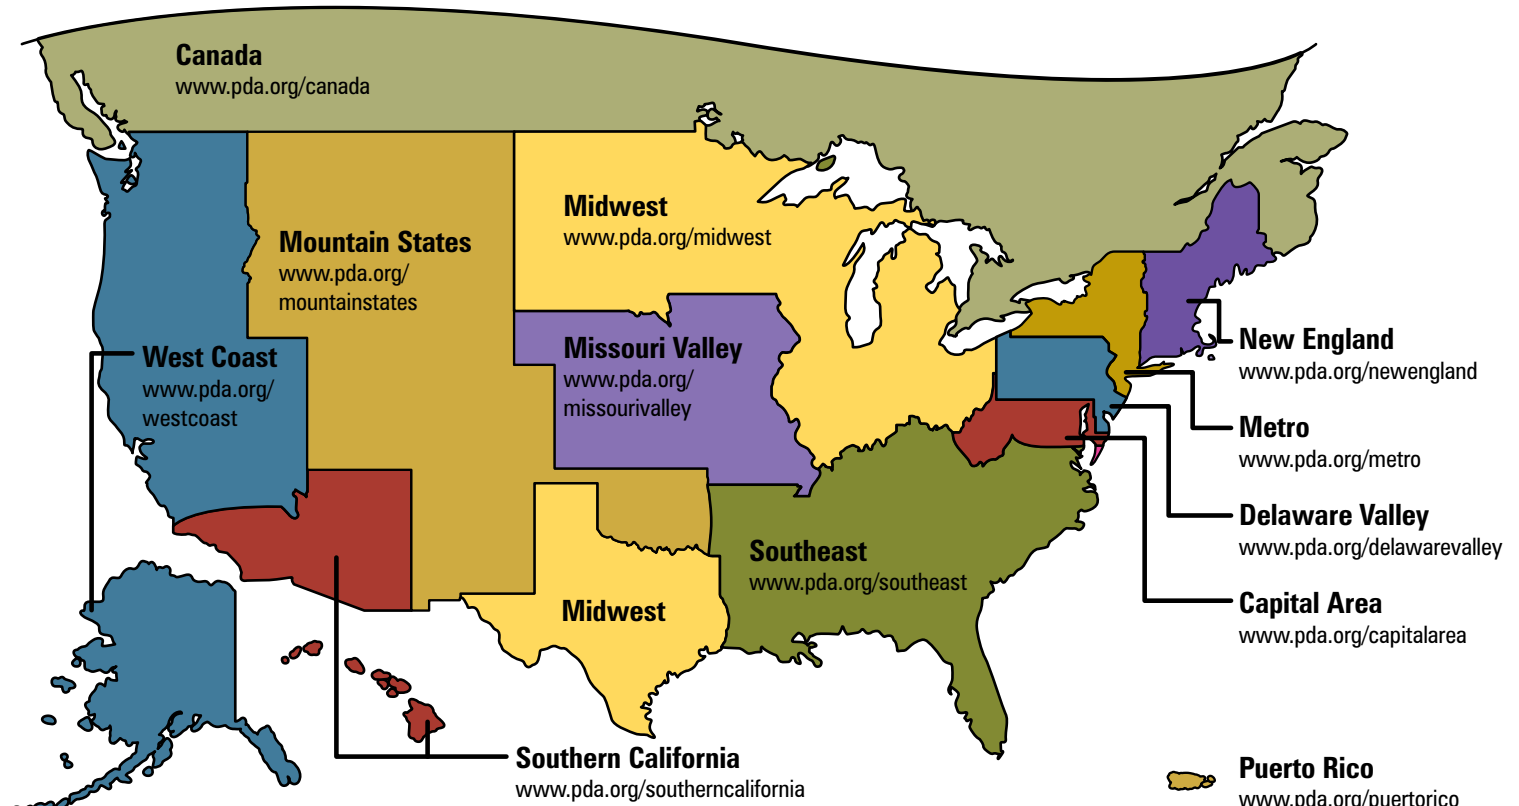 Canada
www.pda.org/canada
Midwest
www.pda.org/midwest
Mountain States
www.pda.org/
mountainstates
West Coast
www.pda.org/
westcoast
Missouri Valley
www.pda.org/
missourivalley
New England
www.pda.org/newengland
Metro
www.pda.org/metro
Delaware Valley
www.pda.org/delawarevalley
Southeast
www.pda.org/southeast
Midwest
Capital Area
www.pda.org/capitalarea
Southern California
www.pda.org/southerncalifornia
Puerto Rico
www.pda.org/puertorico